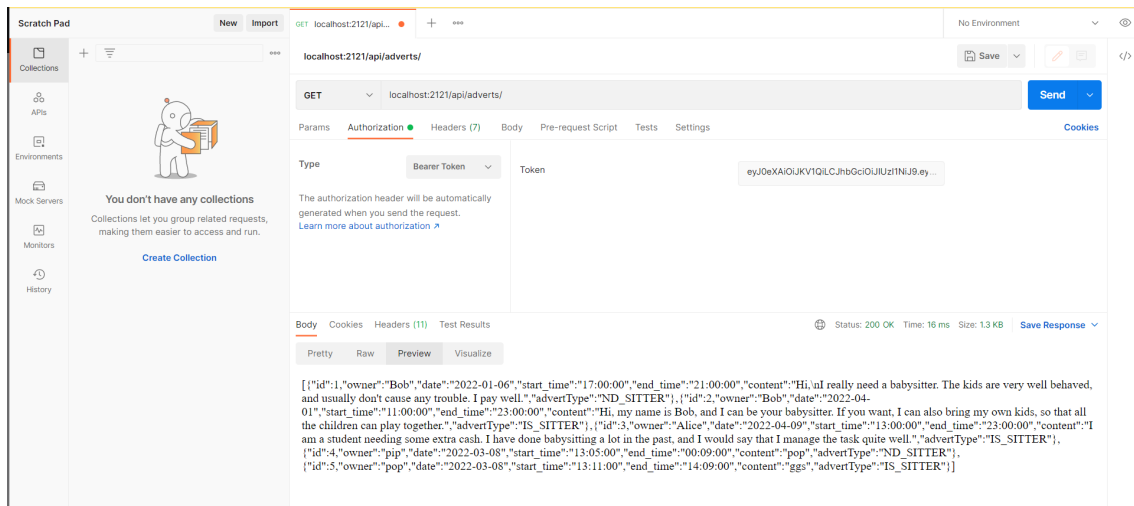 Scratch Pad New Import GET localhost:2121/api... + ooo No Environment
localhost:2121/api/adverts/ Save </>
Collections
APIs
Environments
Mock Servers
Monitors
History
+ ooo
You don't have any collections
Collections let you group related requests,
making them easier to access and run.
Create Collection
GET localhost:2121/api/adverts/ Send
Params Authorization Headers (7) Body Pre-request Script Tests Settings Cookies
Type Bearer Token Token eyJ0eXAiOiJKV1QiLCJhbGciOiJIUzI1NiJ9.ey...
The authorization header will be automatically
generated when you send the request.
Learn more about authorization ↗
Body Cookies Headers (11) Test Results Status: 200 OK Time: 16 ms Size: 1.3 KB Save Response
Pretty Raw Preview Visualize
[{"id":1,"owner":"Bob","date":"2022-01-06","start_time":"17:00:00","end_time":"21:00:00","content":"Hi,\nI really need a babysitter. The kids are very well behaved,
and usually don't cause any trouble. I pay well.","advertType":"ND_SITTER"},{"id":2,"owner":"Bob","date":"2022-04-
01","start_time":"11:00:00","end_time":"23:00:00","content":"Hi, my name is Bob, and I can be your babysitter. If you want, I can also bring my own kids, so that all
the children can play together.","advertType":"IS_SITTER"},{"id":3,"owner":"Alice","date":"2022-04-09","start_time":"13:00:00","end_time":"23:00:00","content":"I
am a student needing some extra cash. I have done babysitting a lot in the past, and I would say that I manage the task quite well.","advertType":"IS_SITTER"},
{"id":4,"owner":"pip","date":"2022-03-08","start_time":"13:05:00","end_time":"00:09:00","content":"pop","advertType":"ND_SITTER"},
{"id":5,"owner":"pop","date":"2022-03-08","start_time":"13:11:00","end_time":"14:09:00","content":"ggs","advertType":"IS_SITTER"}]